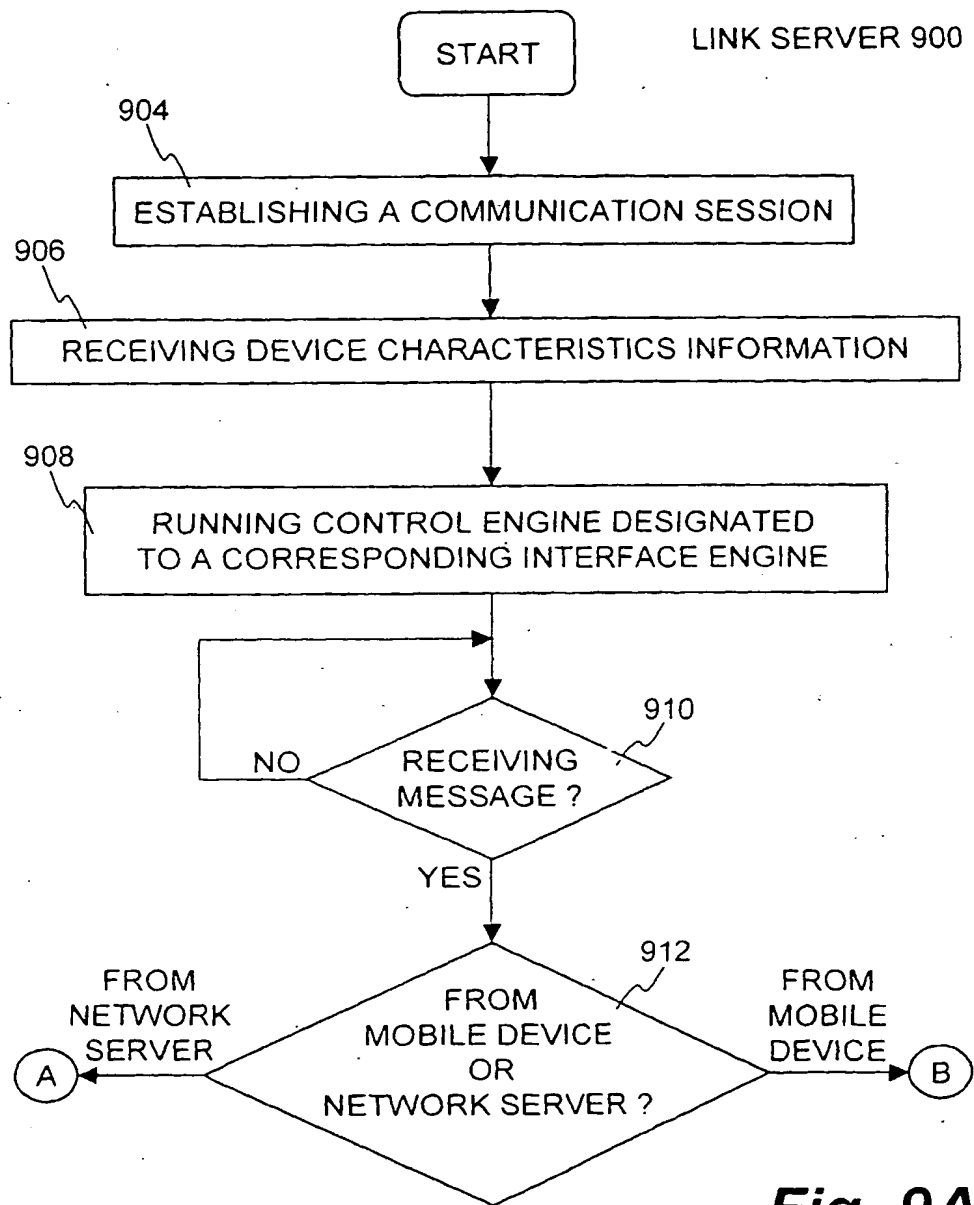 START
LINK SERVER 900
904
ESTABLISHING A COMMUNICATION SESSION
906
RECEIVING DEVICE CHARACTERISTICS INFORMATION
908
RUNNING CONTROL ENGINE DESIGNATED
TO A CORRESPONDING INTERFACE ENGINE
910
NO
RECEIVING
MESSAGE ?
YES
912
FROM
NETWORK
SERVER
FROM
MOBILE DEVICE
OR
NETWORK SERVER ?
FROM
MOBILE
DEVICE
A
B
Fig. 9A